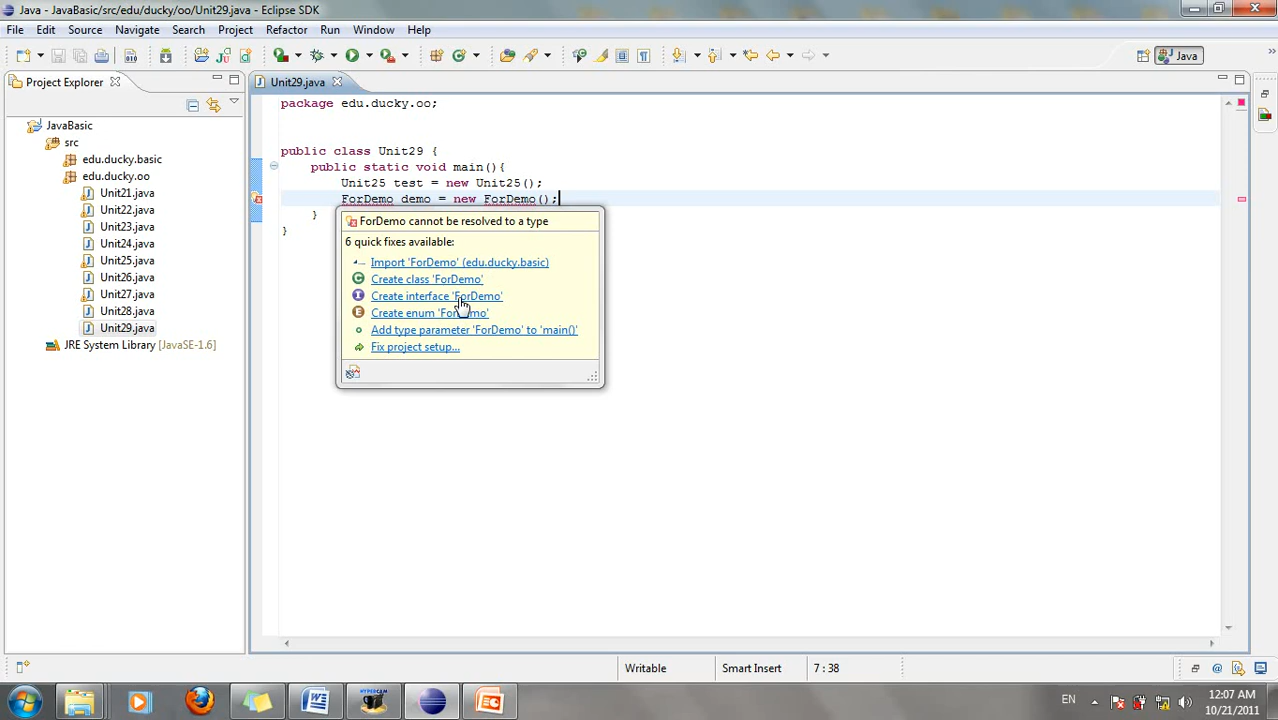 Java - JavaBasic/src/edu/ducky/oo/Unit29.java - Eclipse SDK
File Edit Source Navigate Search Project Refactor Run Window Help
Java
Project Explorer
Unit29.java
JavaBasic
src
edu.ducky.basic
edu.ducky.oo
Unit21.java
Unit22.java
Unit23.java
Unit24.java
Unit25.java
Unit26.java
Unit27.java
Unit28.java
Unit29.java
JRE System Library [JavaSE-1.6]
package edu.ducky.oo;
public class Unit29 {
public static void main(){
Unit25 test = new Unit25();
ForDemo demo = new ForDemo();
}
}
ForDemo cannot be resolved to a type
6 quick fixes available:
Import 'ForDemo' (edu.ducky.basic)
Create class 'ForDemo'
Create interface 'ForDemo'
Create enum 'ForDemo'
Add type parameter 'ForDemo' to 'main()'
Fix project setup...
Writable Smart Insert 7 : 38
EN
12:07 AM
10/21/2011